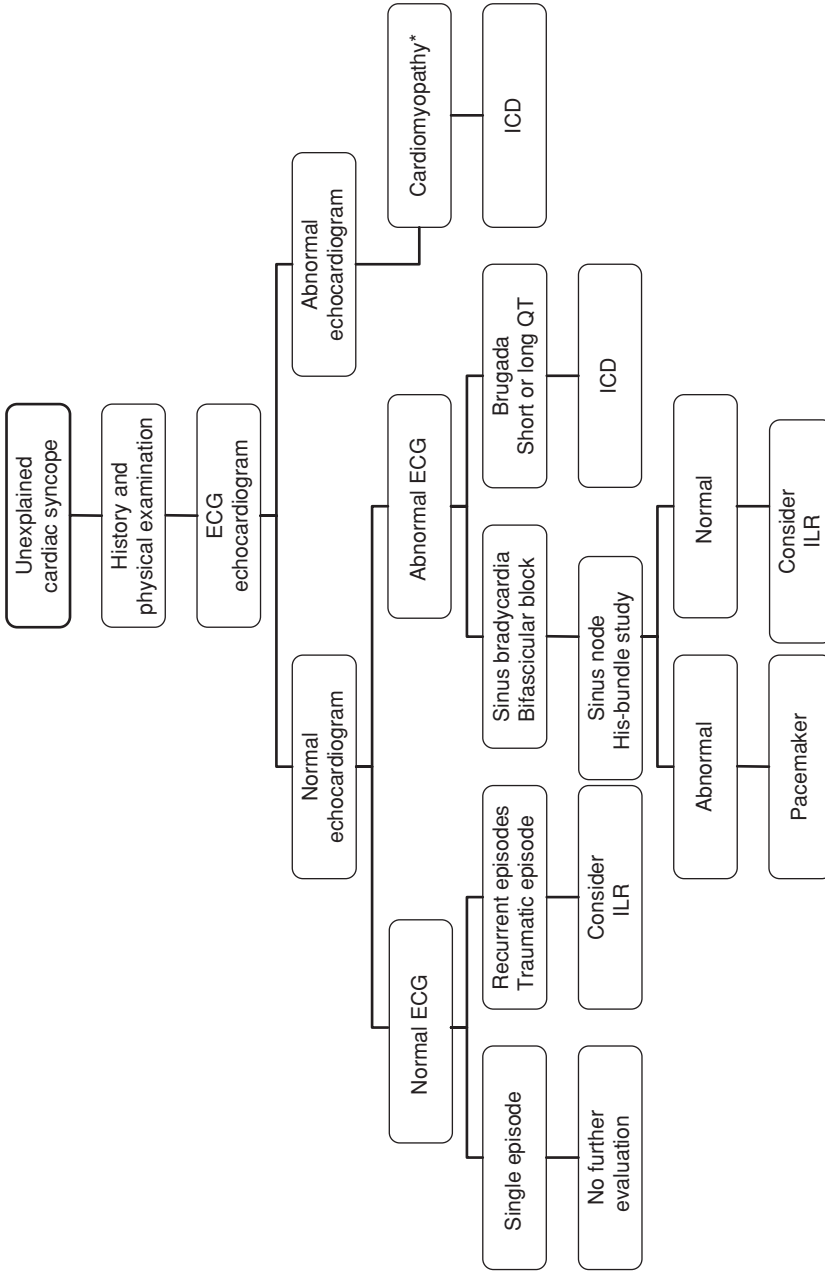 Unexplained
cardiac syncope
History and
physical examination
ECG
echocardiogram
Normal
echocardiogram
Abnormal
echocardiogram
Normal ECG
Abnormal ECG
Cardiomyopathy*
Single episode
Recurrent episodes
Traumatic episode
Sinus bradycardia
Bifascicular block
Brugada
Short or long QT
ICD
No further
evaluation
Consider
ILR
Sinus node
His-bundle study
ICD
Abnormal
Normal
Pacemaker
Consider
ILR